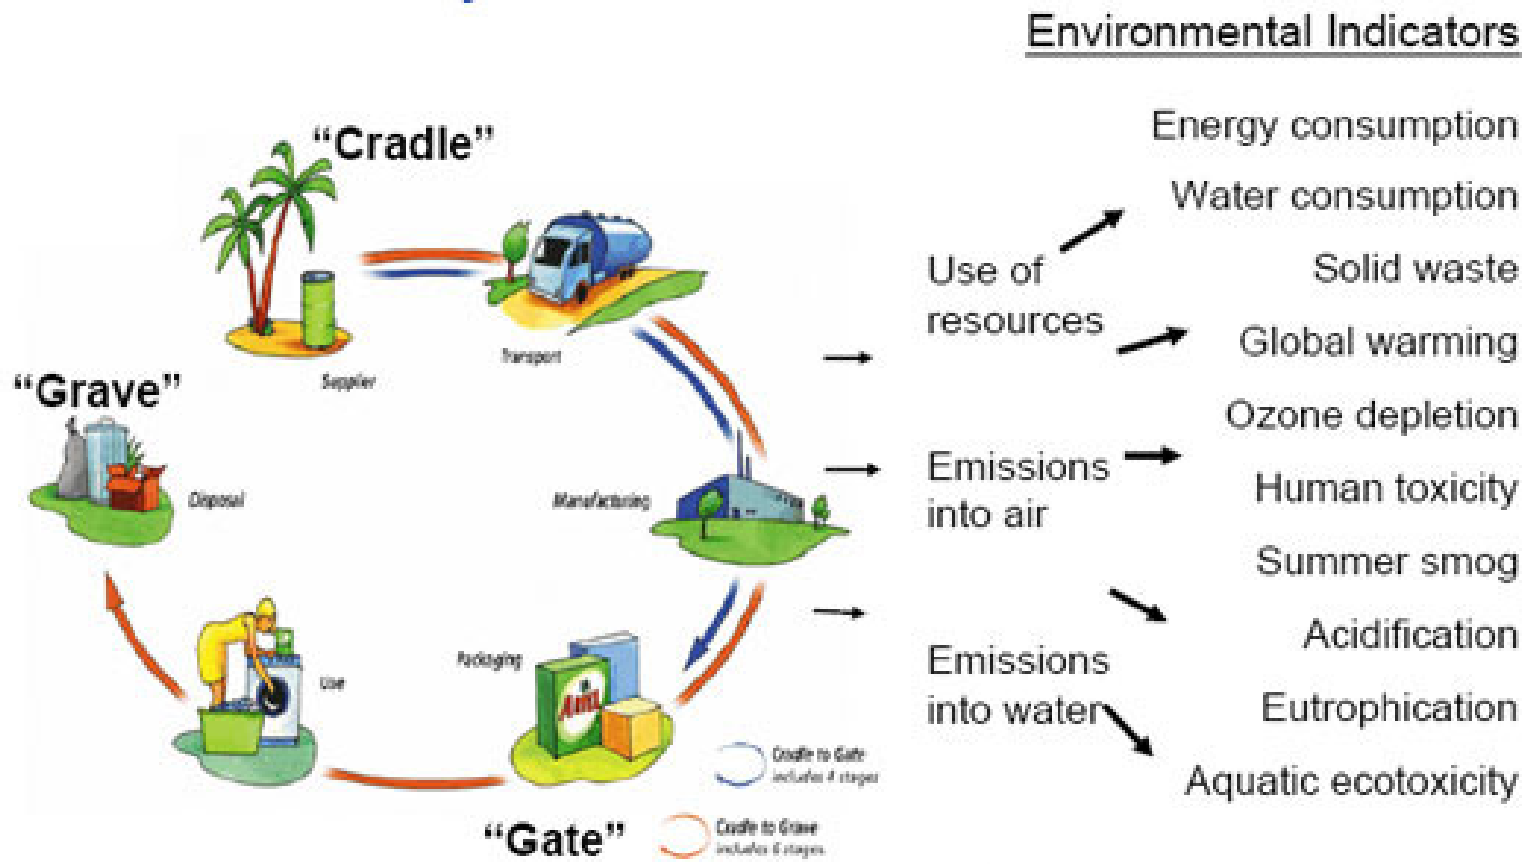 Environmental Indicators
“Cradle”
Energy consumption
Water consumption
Use of
resources
Solid waste
Global warming
Transport
Supplier
“Grave”
Ozone depletion
Emissions
into air
Human toxicity
Disposal
Manufacturing
Summer smog
Acidification
Emissions
into water
Packaging
Use
Eutrophication
Aquatic ecotoxicity
Cradle to Gate
includes 4 stages
“Gate”
Cradle to Grave
includes 6 stages